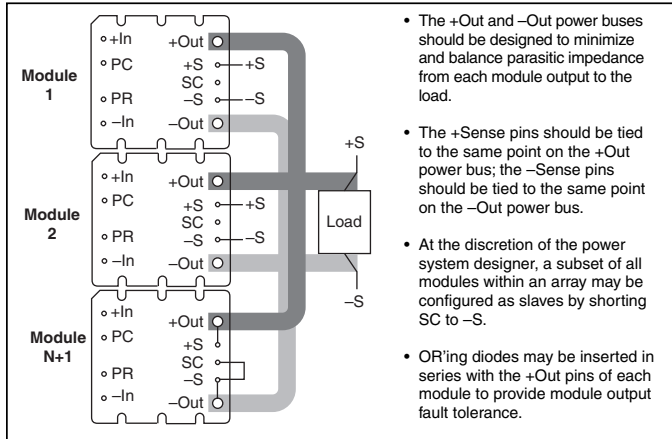 Module
1
+In
PC
PR
–In
+Out
+S
SC
–S
–Out
+S
–S
Module
2
+In
PC
PR
–In
+Out
+S
SC
–S
–Out
+S
–S
Module
N+1
+In
PC
PR
–In
+Out
+S
SC
–S
–Out
+S
Load
–S
• The +Out and –Out power buses
should be designed to minimize
and balance parasitic impedance
from each module output to the
load.
• The +Sense pins should be tied
to the same point on the +Out
power bus; the –Sense pins
should be tied to the same point
on the –Out power bus.
• At the discretion of the power
system designer, a subset of all
modules within an array may be
configured as slaves by shorting
SC to –S.
• OR'ing diodes may be inserted in
series with the +Out pins of each
module to provide module output
fault tolerance.